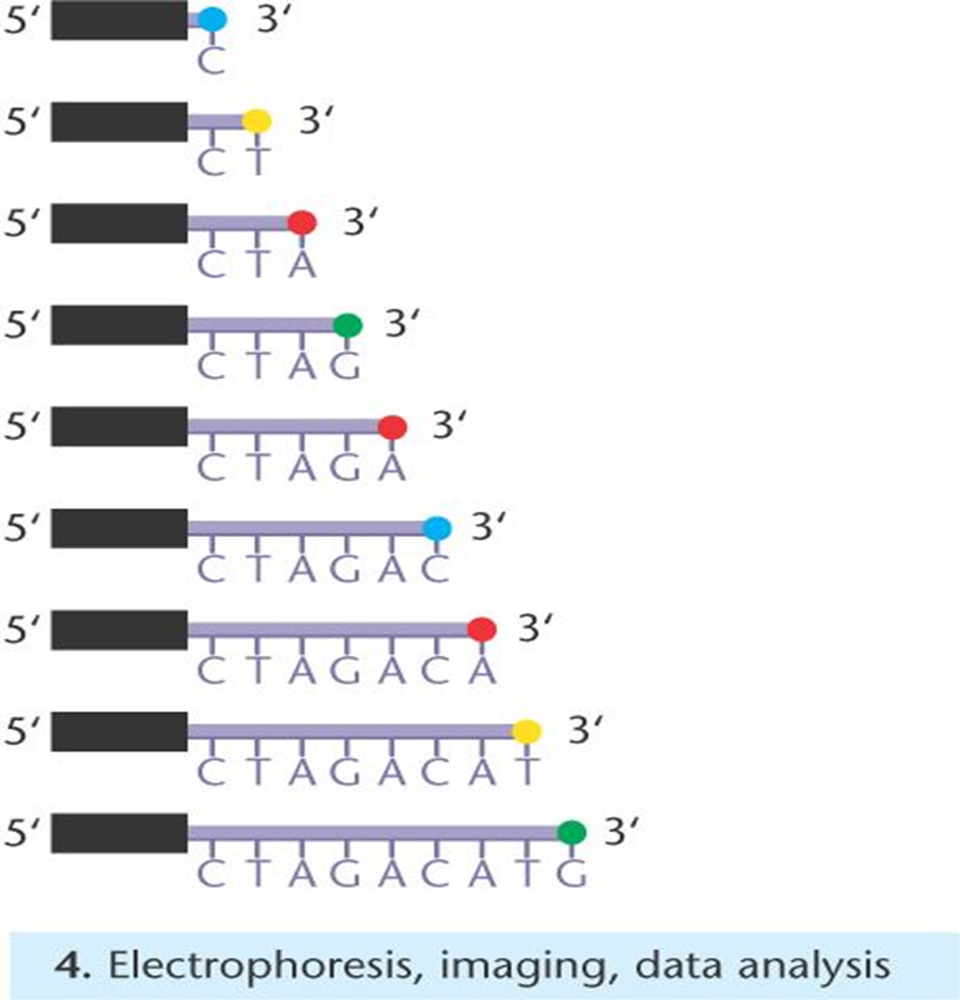 5′ 3′
C
5′ 3′
C T
5′ 3′
C T A
5′ 3′
C T A G
5′ 3′
C T A G A
5′ 3′
C T A G A C
5′ 3′
C T A G A C A
5′ 3′
C T A G A C A T
5′ 3′
C T A G A C A T G
4. Electrophoresis, imaging, data analysis